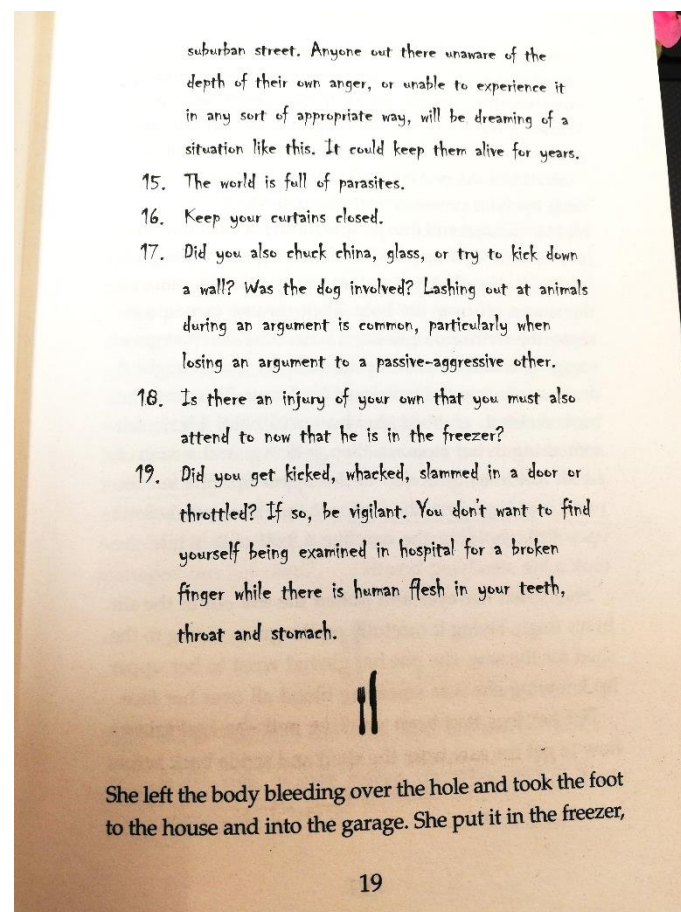 suburban street. Anyone out there unaware of the
depth of their own anger, or unable to experience it
in any sort of appropriate way, will be dreaming of a
situation like this. It could keep them alive for years.
15. The world is full of parasites.
16. Keep your curtains closed.
17. Did you also chuck china, glass, or try to kick down
a wall? Was the dog involved? Lashing out at animals
during an argument is common, particularly when
losing an argument to a passive-aggressive other.
18. Is there an injury of your own that you must also
attend to now that he is in the freezer?
19. Did you get kicked, whacked, slammed in a door or
throttled? If so, be vigilant. You don't want to find
yourself being examined in hospital for a broken
finger while there is human flesh in your teeth,
throat and stomach.
She left the body bleeding over the hole and took the foot
to the house and into the garage. She put it in the freezer,
19